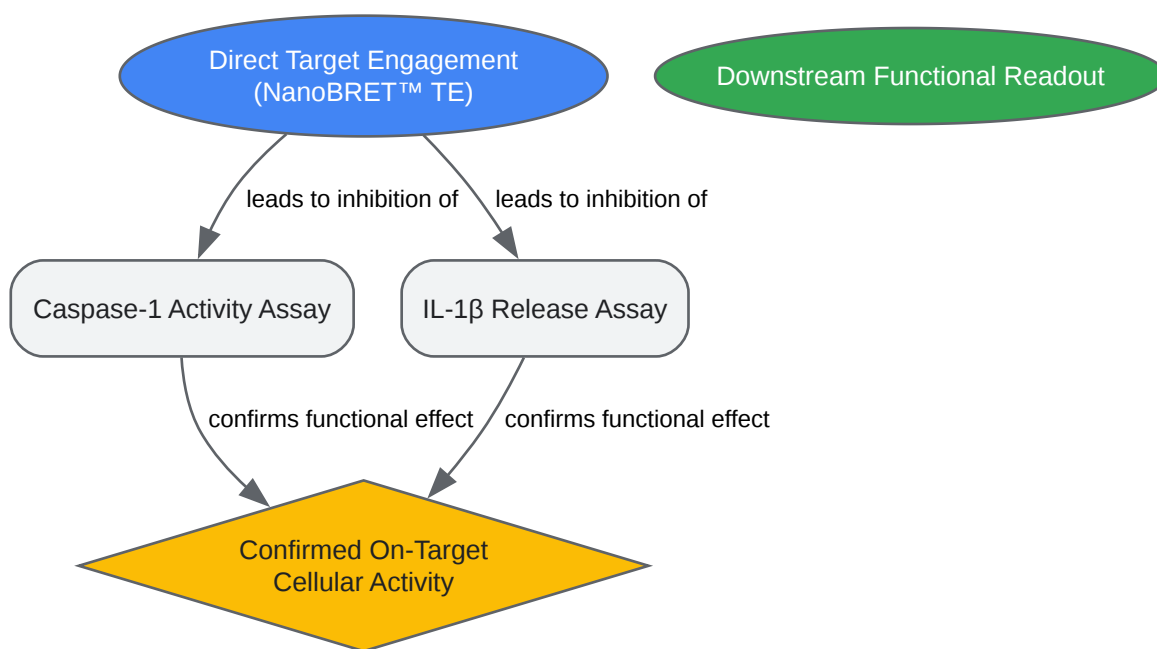 Direct Target Engagement
(NanoBRET™ TE)
Downstream Functional Readout
leads to inhibition of
leads to inhibition of
Caspase-1 Activity Assay
IL-1β Release Assay
confirms functional effect
confirms functional effect
Confirmed On-Target
Cellular Activity